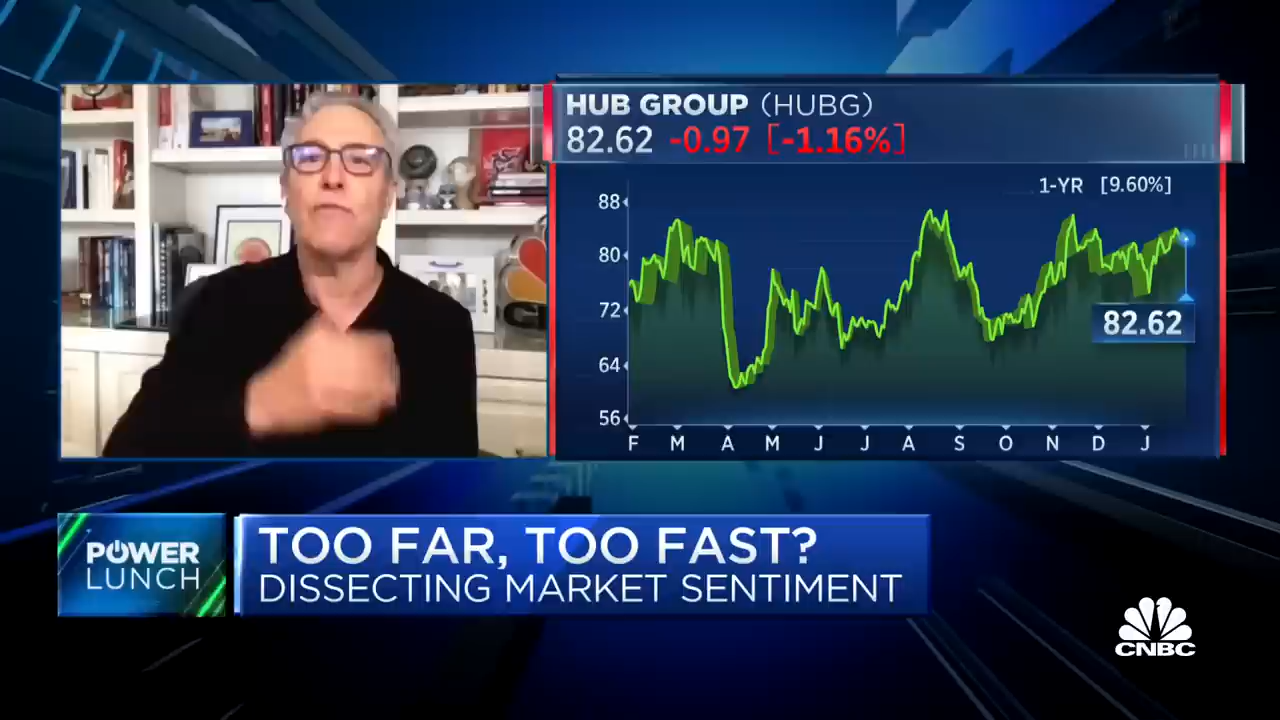 HUB GROUP (HUBG)
82.62 -0.97 [-1.16%]
1-YR [9.60%]
88
80
72
64
56
82.62
F M A M J J A S O N D J
POWER
LUNCH
TOO FAR, TOO FAST?
DISSECTING MARKET SENTIMENT
CNBC